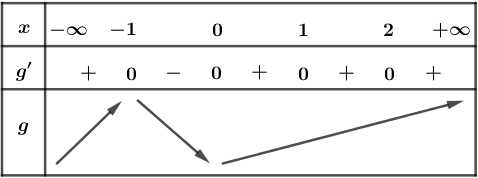 x −∞ −1 0 1 2 +∞
g′ + 0 − 0 + 0 + 0 +
g